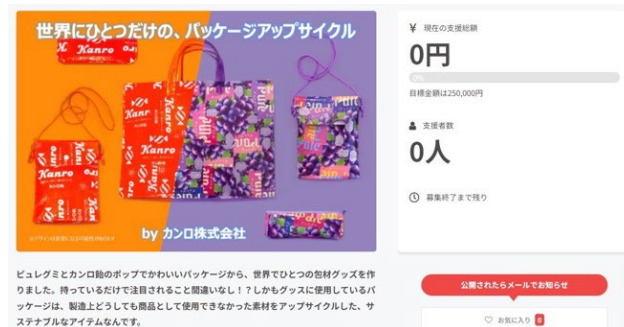 世界にひとつだけの、パッケージアップサイクル
Kanro
Kanro
Kanro
Kanro
Puré
by カンロ株式会社
ピュレグミとカンロ飴のポップでかわいいパッケージから、世界でひとつの包材グッズを作
りました。持っているだけで注目されること間違いなし！？しかもグッズに使用しているパ
ッケージは、製造上どうしても商品として使用できなかった素材をアップサイクルした、サ
ステナブルなアイテムなんです。
¥ 現在の支援総額
0円
0%
目標金額は250,000円
支援者数
0人
募集終了まで残り
公開されたらメールでお知らせ
お気に入り 0